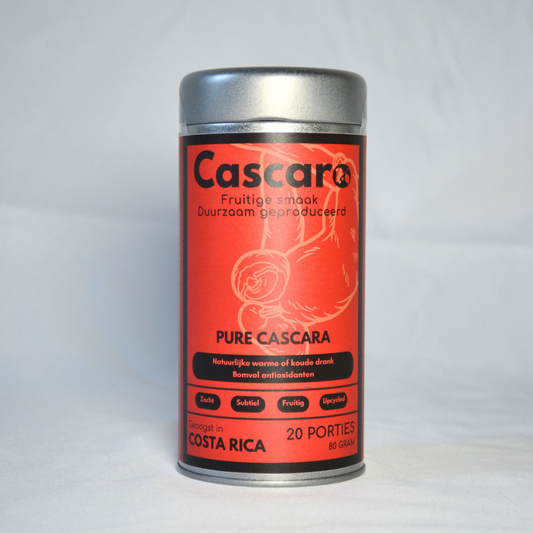 Cascaro
Fruitige smaak
Duurzaam geproduceerd
PURE CASCARA
Natuurlijke warme of koude drank
Bomvol antioxidanten
Zacht Subtiel Fruitig Upcycled
Geoogst in
COSTA RICA
20 PORTIES
80 GRAM